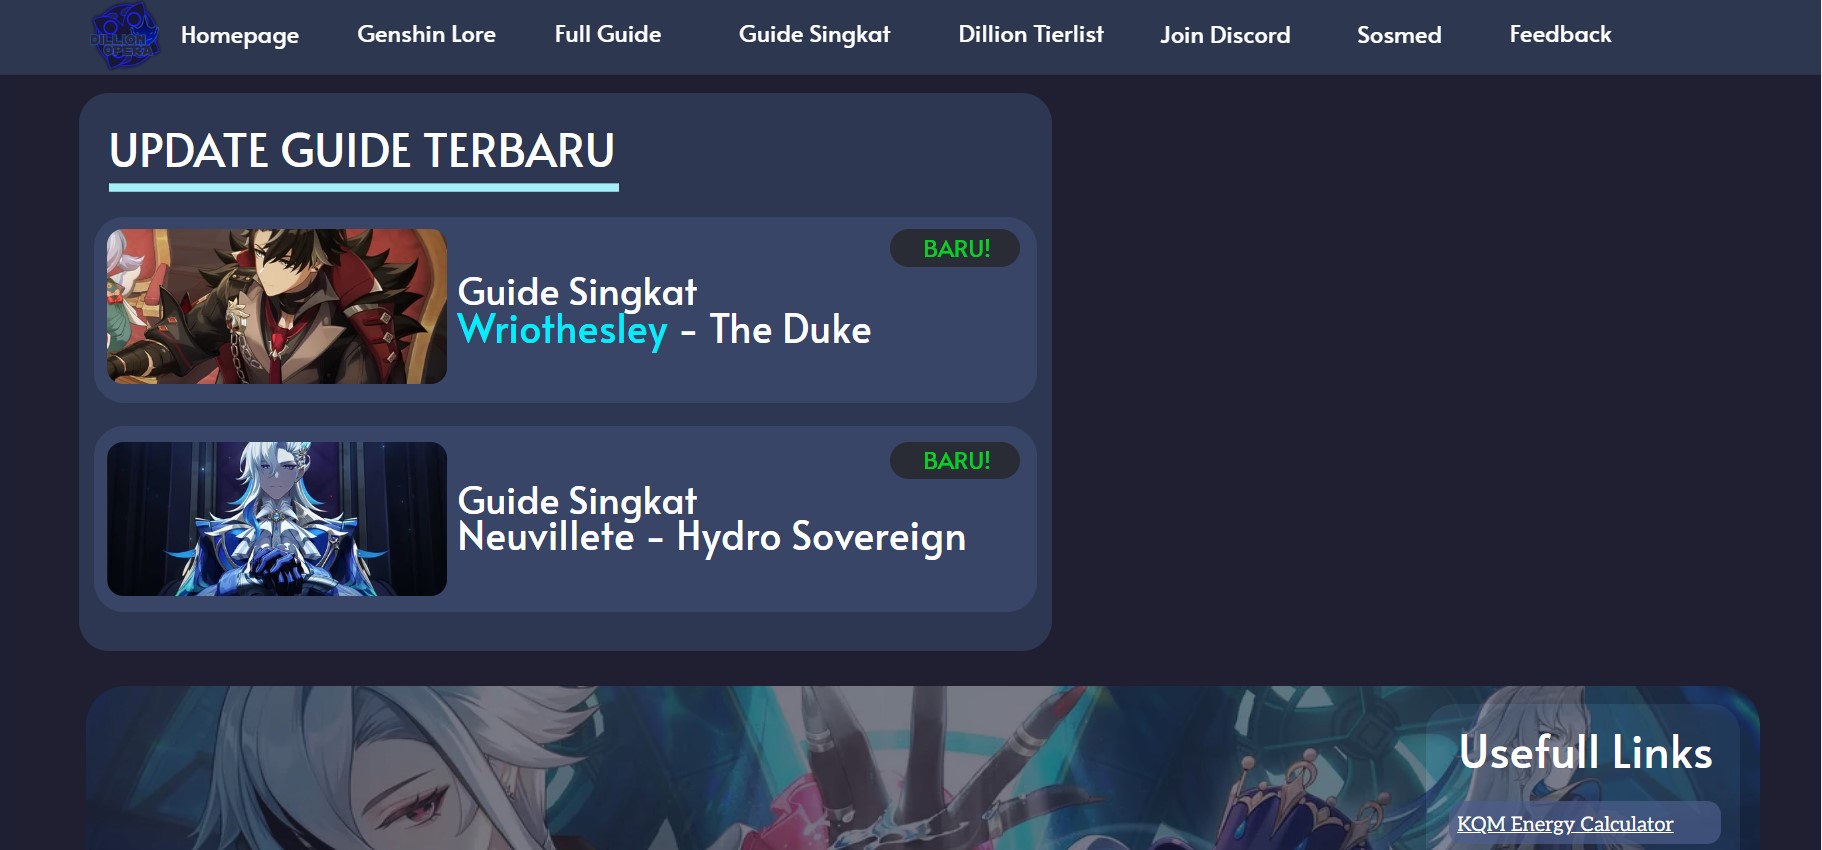 DILLION
OPERA
Homepage
Genshin Lore
Full Guide
Guide Singkat
Dillion Tierlist
Join Discord
Sosmed
Feedback
UPDATE GUIDE TERBARU
BARU!
Guide Singkat
Wriothesley - The Duke
BARU!
Guide Singkat
Neuvillete - Hydro Sovereign
Usefull Links
KQM Energy Calculator